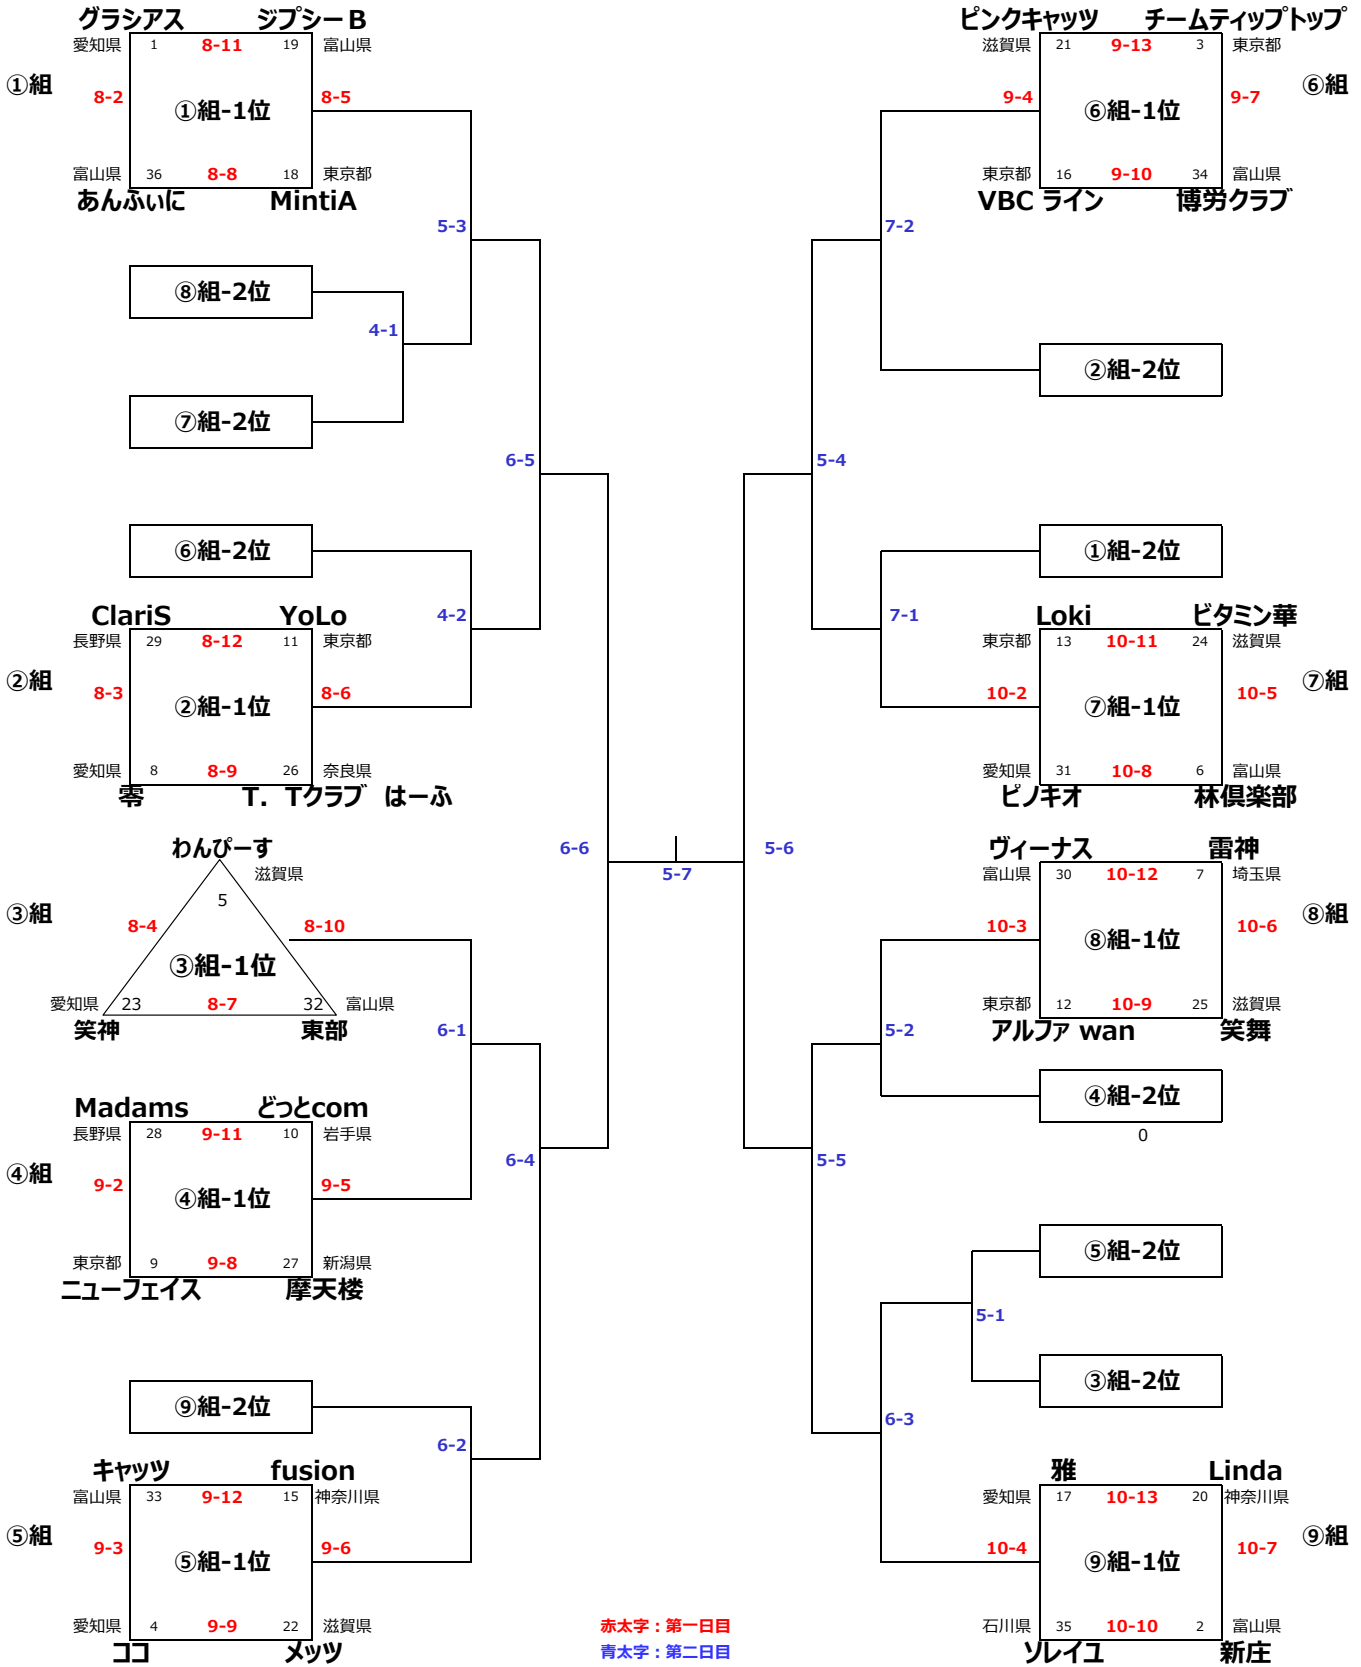 グラシアス ジプシーB
愛知県 1 8-11 19 富山県
①組 8-2 ①組-1位 8-5
富山県 36 8-8 18 東京都
あんふぃに MintiA
5-3
⑧組-2位
4-1
⑦組-2位
6-5
⑥組-2位
ClariS YoLo 4-2
長野県 29 8-12 11 東京都
②組 8-3 ②組-1位 8-6
愛知県 8 8-9 26 奈良県
零 T．Tクラブ はーふ
わんぴーす 6-6
滋賀県
5
③組 8-4 8-10
③組-1位
愛知県 23 8-7 32 富山県
笑神 東部 6-1
Madams どっとcom
長野県 28 9-11 10 岩手県
6-4
④組 9-2 ④組-1位 9-5
東京都 9 9-8 27 新潟県
ニューフェイス 摩天楼
⑨組-2位
6-2
キャッツ fusion
富山県 33 9-12 15 神奈川県
⑤組 9-3 ⑤組-1位 9-6
愛知県 4 9-9 22 滋賀県
ココ メッツ
5-7
ピンクキャッツ チームティップトップ
滋賀県 21 9-13 3 東京都
9-4 ⑥組-1位 9-7 ⑥組
東京都 16 9-10 34 富山県
VBC ライン 博労クラブ
7-2
②組-2位
5-4
①組-2位
7-1 Loki ビタミン華
東京都 13 10-11 24 滋賀県
10-2 ⑦組-1位 10-5 ⑦組
愛知県 31 10-8 6 富山県
ピノキオ 林倶楽部
5-6 ヴィーナス 雷神
富山県 30 10-12 7 埼玉県
10-3 ⑧組-1位 10-6 ⑧組
東京都 12 10-9 25 滋賀県
5-2 アルファ wan 笑舞
④組-2位
0
5-5
⑤組-2位
5-1
③組-2位
6-3
雅 Linda
愛知県 17 10-13 20 神奈川県
10-4 ⑨組-1位 10-7 ⑨組
石川県 35 10-10 2 富山県
ソレイユ 新庄
赤太字：第一日目
青太字：第二日目